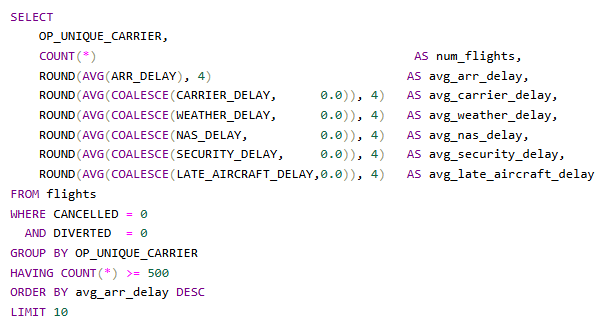 SELECT
    OP_UNIQUE_CARRIER,
    COUNT(*)                                          AS num_flights,
    ROUND(AVG(ARR_DELAY), 4)                         AS avg_arr_delay,
    ROUND(AVG(COALESCE(CARRIER_DELAY,      0.0)), 4)   AS avg_carrier_delay,
    ROUND(AVG(COALESCE(WEATHER_DELAY,      0.0)), 4)   AS avg_weather_delay,
    ROUND(AVG(COALESCE(NAS_DELAY,          0.0)), 4)   AS avg_nas_delay,
    ROUND(AVG(COALESCE(SECURITY_DELAY,     0.0)), 4)   AS avg_security_delay,
    ROUND(AVG(COALESCE(LATE_AIRCRAFT_DELAY,0.0)), 4)   AS avg_late_aircraft_delay
FROM flights
WHERE CANCELLED = 0
  AND DIVERTED  = 0
GROUP BY OP_UNIQUE_CARRIER
HAVING COUNT(*) >= 500
ORDER BY avg_arr_delay DESC
LIMIT 10